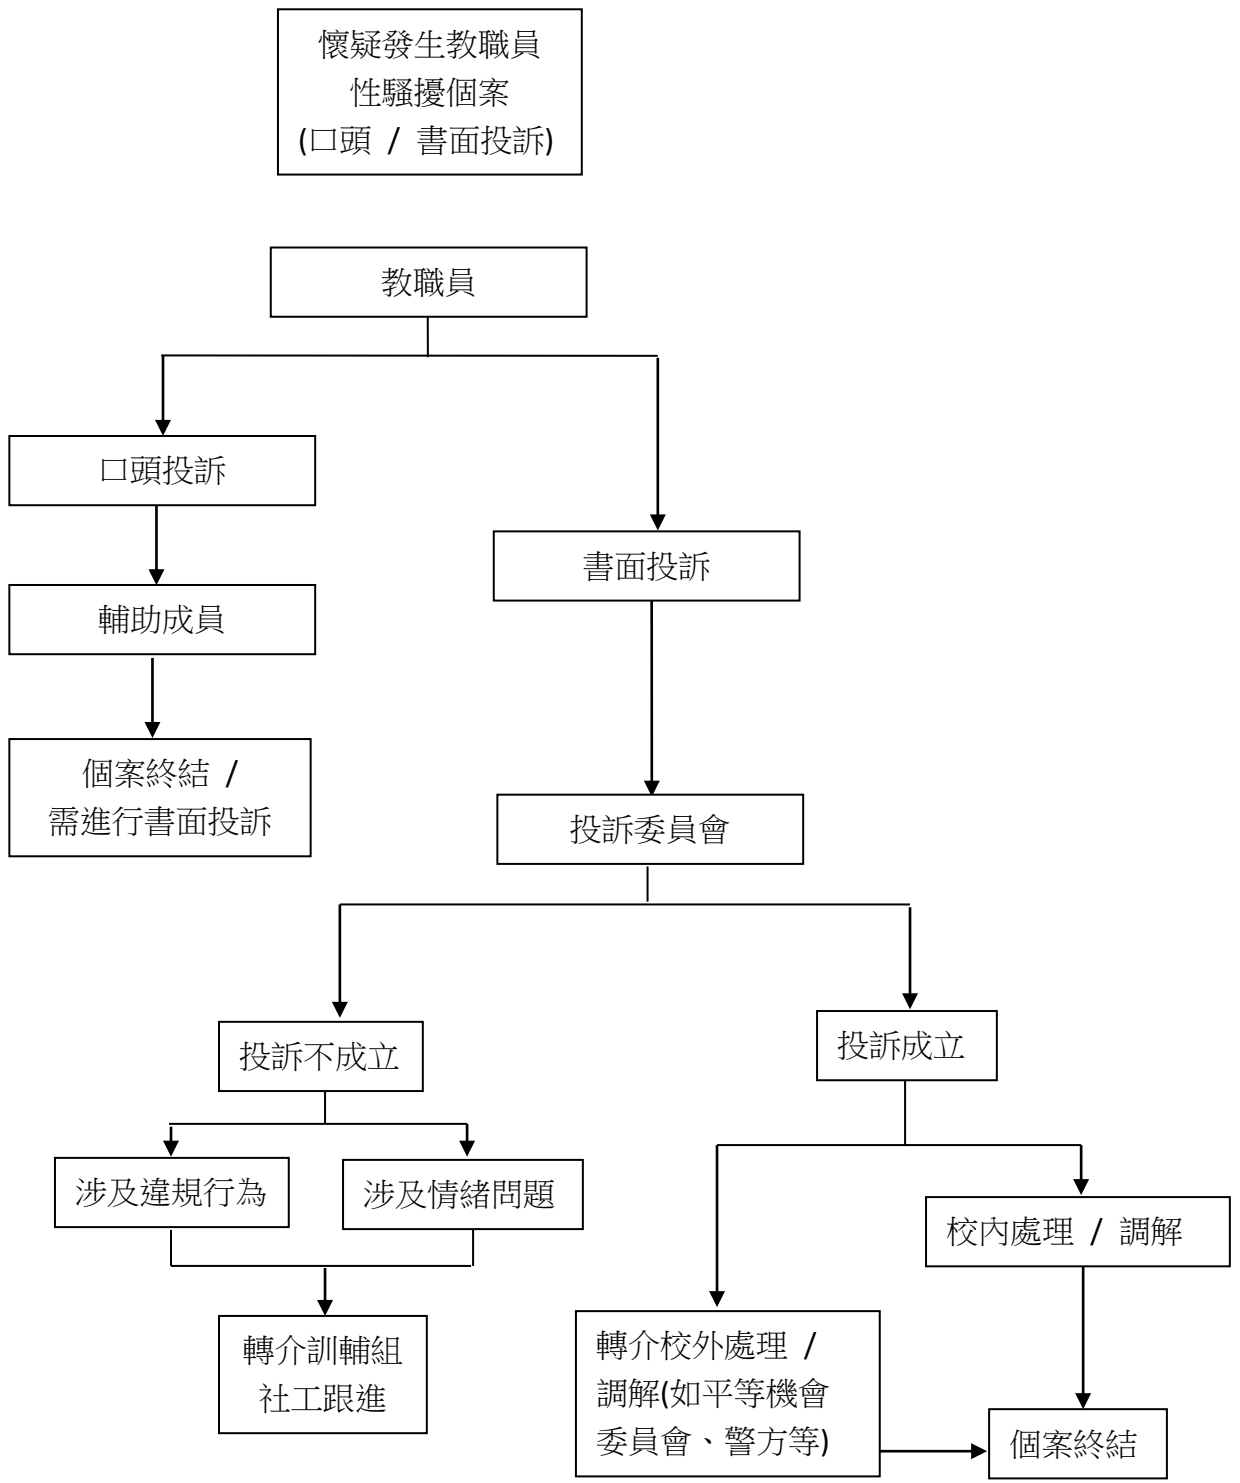 懷疑發生教職員
性騷擾個案
(口頭 / 書面投訴)
教職員
口頭投訴
書面投訴
輔助成員
個案終結 /
需進行書面投訴
投訴委員會
投訴不成立
投訴成立
涉及違規行為
涉及情緒問題
校內處理 / 調解
轉介訓輔組
社工跟進
轉介校外處理 /
調解(如平等機會
委員會、警方等)
個案終結